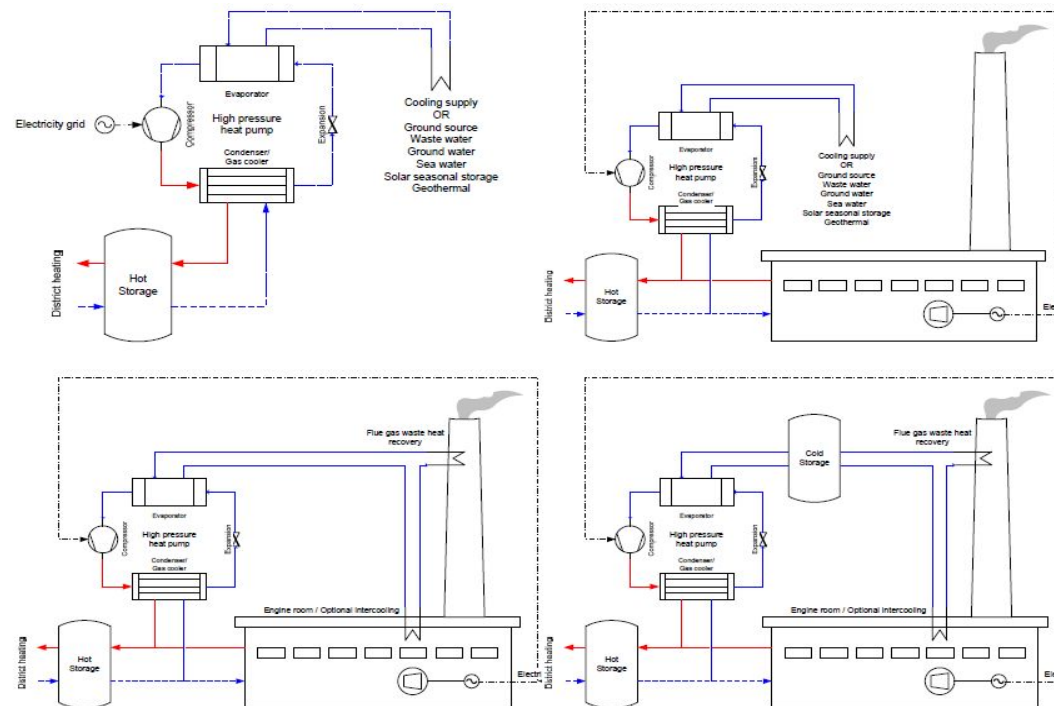 Evaporator
Electricity grid
Compressor
High pressure
heat pump
Expansion
Condenser/
Gas cooler
Cooling supply
OR
Ground source
Waste water
Ground water
Sea water
Solar seasonal storage
Geothermal
District heating
Hot
Storage
Evaporator
Compressor
High pressure
heat pump
Expansion
Condenser/
Gas cooler
Cooling supply
OR
Ground source
Waste water
Ground water
Sea water
Solar seasonal storage
Geothermal
District heating
Hot
Storage
Ele
Flue gas waste heat
recovery
Evaporator
Compressor
High pressure
heat pump
Expansion
Condenser/
Gas cooler
Engine room / Optional intercooling
District heating
Hot
Storage
Electri
Flue gas waste heat
recovery
Cold
Storage
Evaporator
Compressor
High pressure
heat pump
Expansion
Condenser/
Gas cooler
Engine room / Optional intercooling
District heating
Hot
Storage
Ele